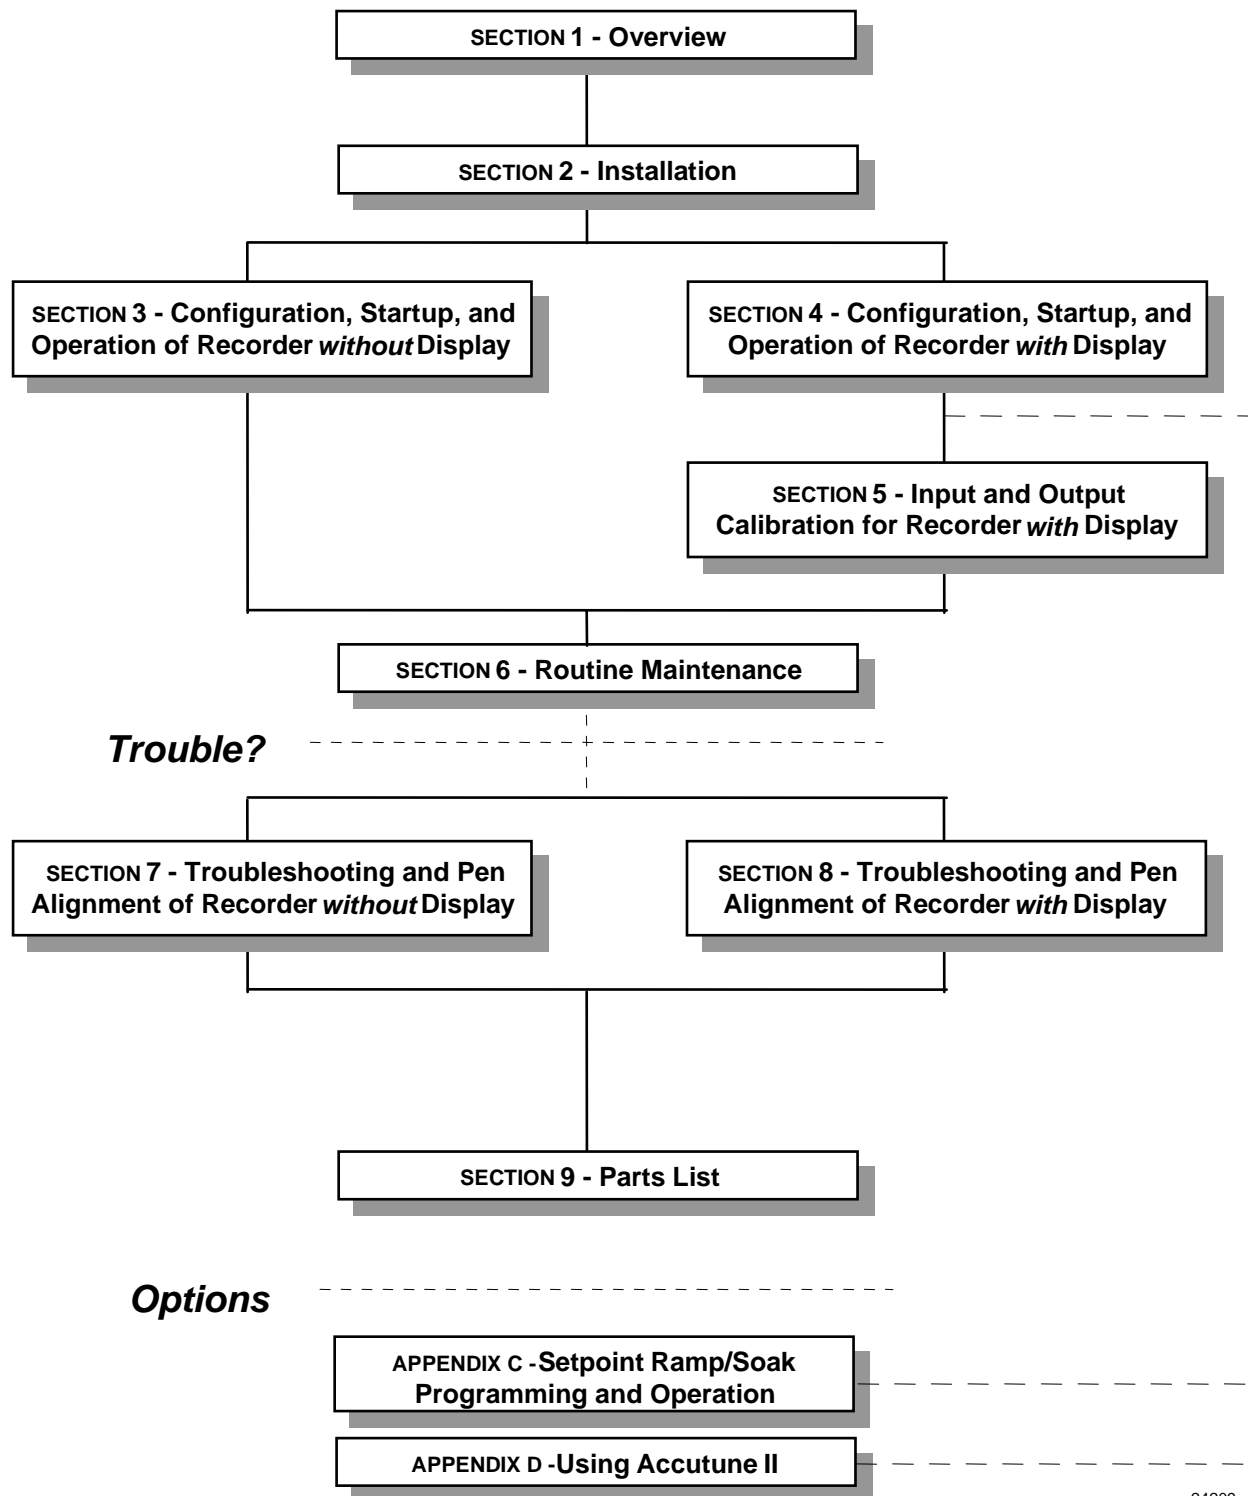 SECTION 1 - Overview
SECTION 2 - Installation
SECTION 3 - Configuration, Startup, and
Operation of Recorder without Display
SECTION 4 - Configuration, Startup, and
Operation of Recorder with Display
SECTION 5 - Input and Output
Calibration for Recorder with Display
SECTION 6 - Routine Maintenance
Trouble?
SECTION 7 - Troubleshooting and Pen
Alignment of Recorder without Display
SECTION 8 - Troubleshooting and Pen
Alignment of Recorder with Display
SECTION 9 - Parts List
Options
APPENDIX C -Setpoint Ramp/Soak
Programming and Operation
APPENDIX D -Using Accutune II